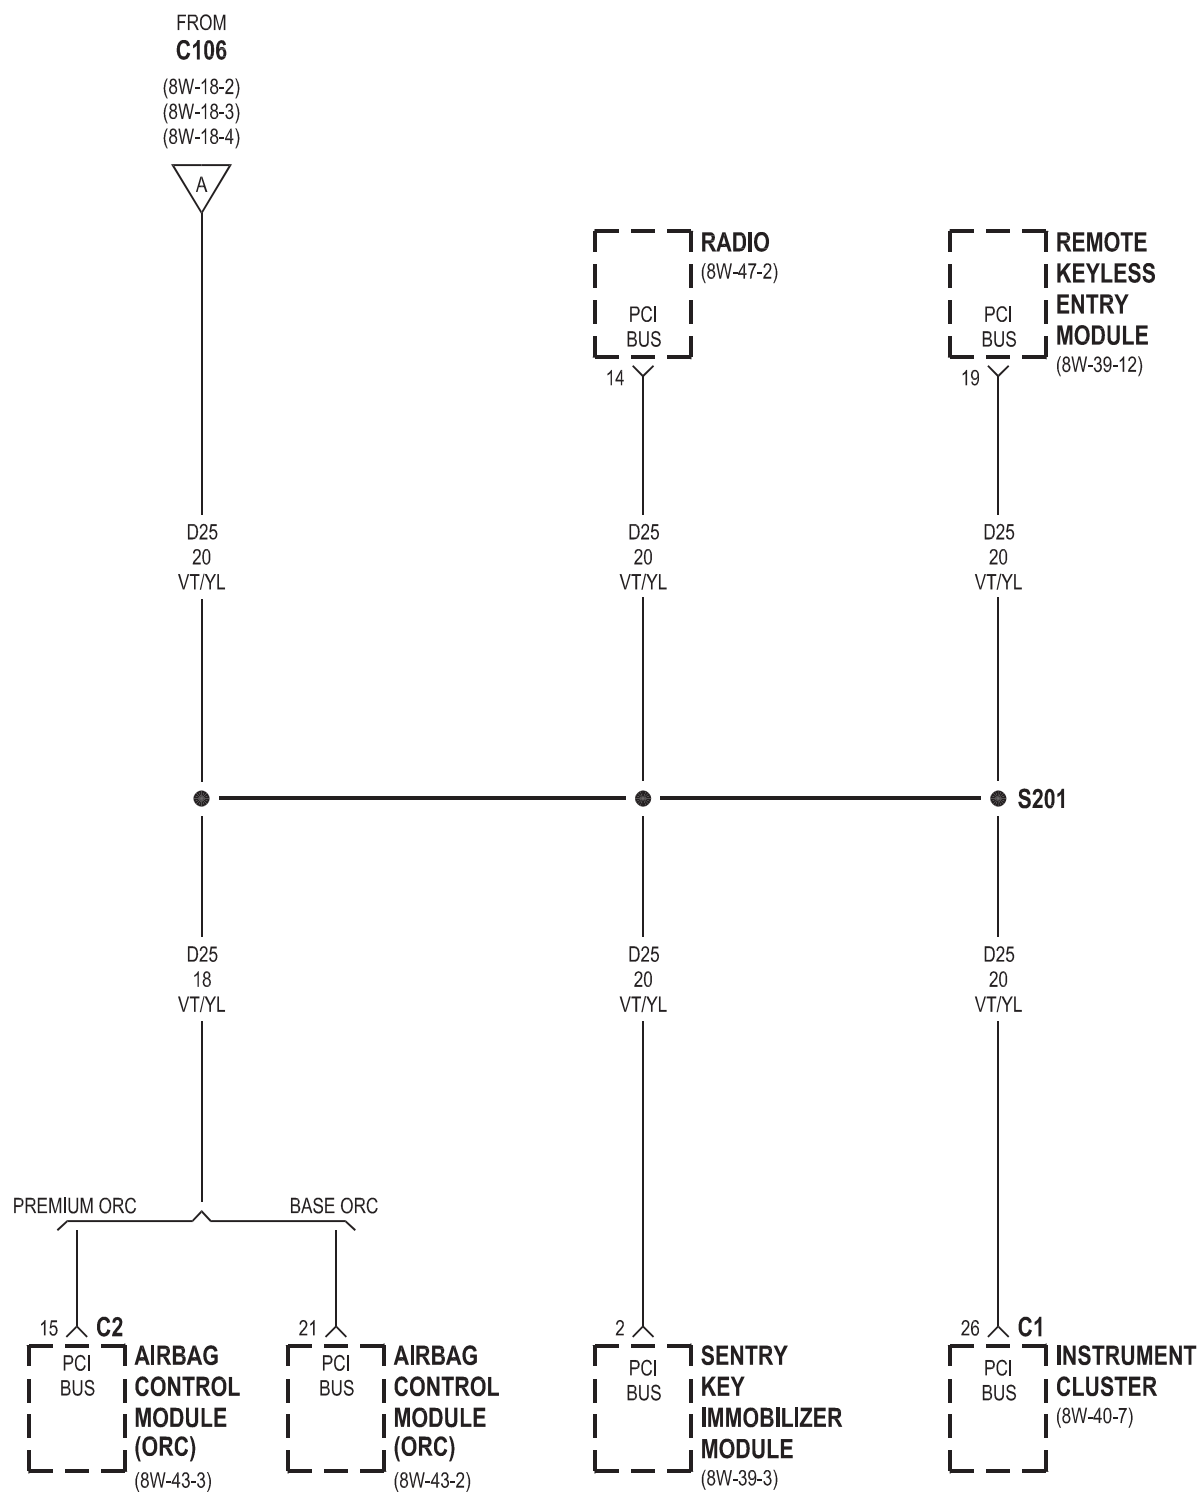 FROM
C106
(8W-18-2)
(8W-18-3)
(8W-18-4)
A
RADIO
(8W-47-2)
PCI
BUS
14
REMOTE
KEYLESS
ENTRY
MODULE
(8W-39-12)
PCI
BUS
19
D25
20
VT/YL
D25
20
VT/YL
D25
20
VT/YL
S201
D25
18
VT/YL
D25
20
VT/YL
D25
20
VT/YL
PREMIUM ORC
BASE ORC
15
C2
PCI
BUS
AIRBAG
CONTROL
MODULE
(ORC)
(8W-43-3)
21
PCI
BUS
AIRBAG
CONTROL
MODULE
(ORC)
(8W-43-2)
2
PCI
BUS
SENTRY
KEY
IMMOBILIZER
MODULE
(8W-39-3)
26
C1
PCI
BUS
INSTRUMENT
CLUSTER
(8W-40-7)